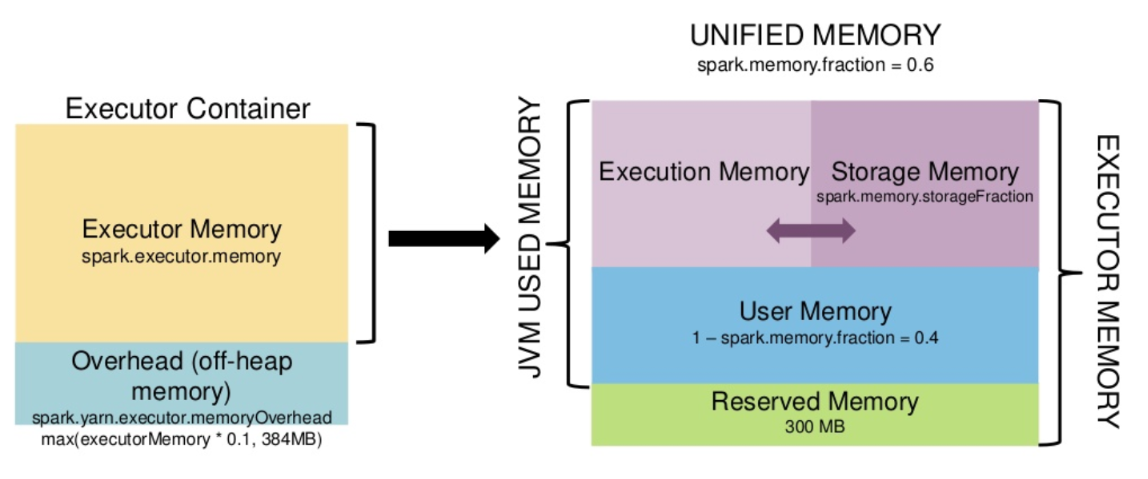 UNIFIED MEMORY
spark.memory.fraction = 0.6
Executor Container
Executor Memory
spark.executor.memory
Overhead (off-heap
memory)
spark.yarn.executor.memoryOverhead
max(executorMemory * 0.1, 384MB)
JVM USED MEMORY
Execution Memory
Storage Memory
spark.memory.storageFraction
User Memory
1 – spark.memory.fraction = 0.4
Reserved Memory
300 MB
EXECUTOR MEMORY